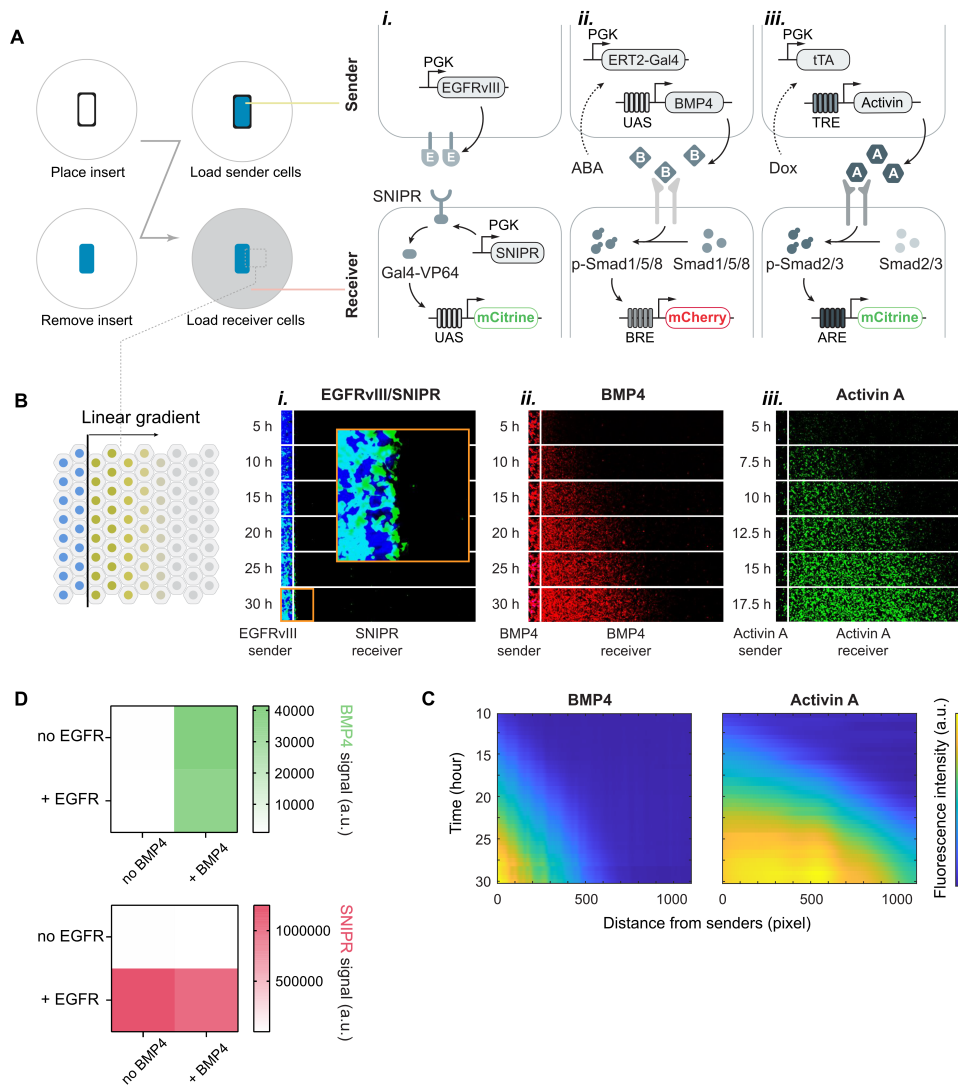 A
Place insert
Load sender cells
Remove insert
Load receiver cells
Sender
Receiver
i.
PGK
EGFRvIII
E E
SNIPR
PGK
SNIPR
Gal4-VP64
UAS
mCitrine
ii.
PGK
ERT2-Gal4
UAS
BMP4
ABA
B B B
p-Smad1/5/8
Smad1/5/8
BRE
mCherry
iii.
PGK
tTA
TRE
Activin
Dox
A A A
p-Smad2/3
Smad2/3
ARE
mCitrine
B
Linear gradient
i.
EGFRvIII/SNIPR
5 h
10 h
15 h
20 h
25 h
30 h
EGFRvIII
sender
SNIPR
receiver
ii.
BMP4
5 h
10 h
15 h
20 h
25 h
30 h
BMP4
sender
BMP4
receiver
iii.
Activin A
5 h
7.5 h
10 h
12.5 h
15 h
17.5 h
Activin A
sender
Activin A
receiver
D
no EGFR
+ EGFR
no BMP4
+ BMP4
40000
30000
20000
10000
BMP4 signal (a.u.)
no EGFR
+ EGFR
no BMP4
+ BMP4
1000000
500000
SNIPR signal (a.u.)
C
BMP4
Activin A
Time (hour)
10
15
20
25
30
0 500 1000
0 500 1000
Distance from senders (pixel)
Fluorescence intensity (a.u.)